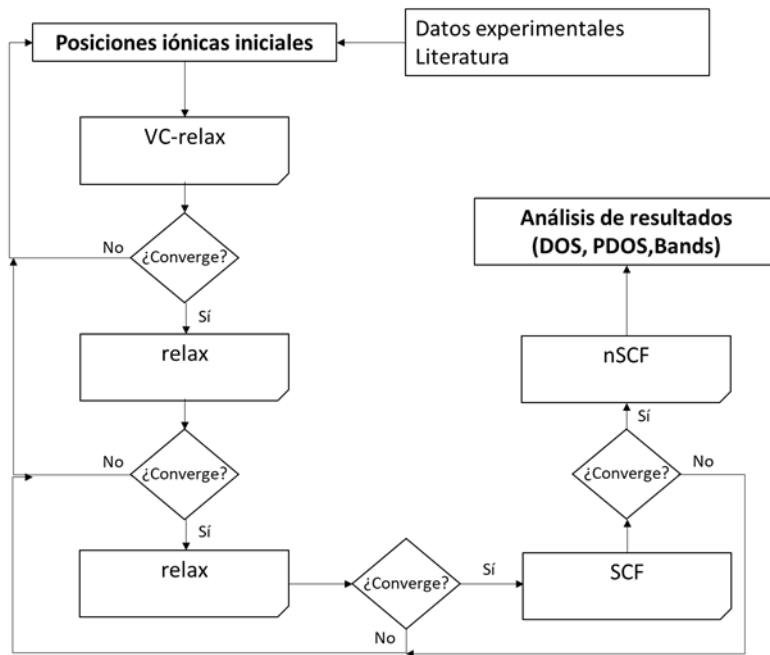 Posiciones iónicas iniciales
Datos experimentales
Literatura
VC-relax
¿Converge?
No
Sí
relax
¿Converge?
No
Sí
relax
¿Converge?
Sí
No
SCF
¿Converge?
No
Sí
nSCF
Análisis de resultados
(DOS, PDOS,Bands)